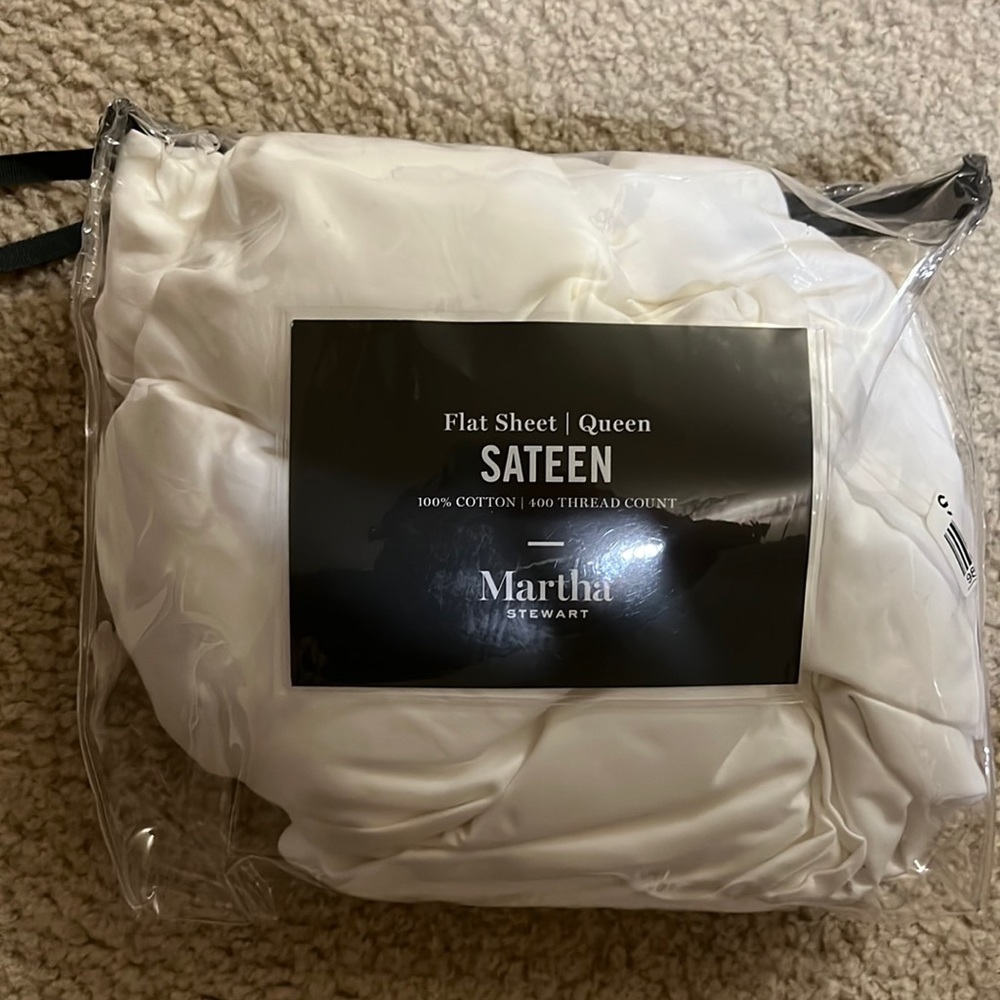 Flat Sheet | Queen
SATEEN
100% COTTON | 400 THREAD COUNT
Martha
STEWART